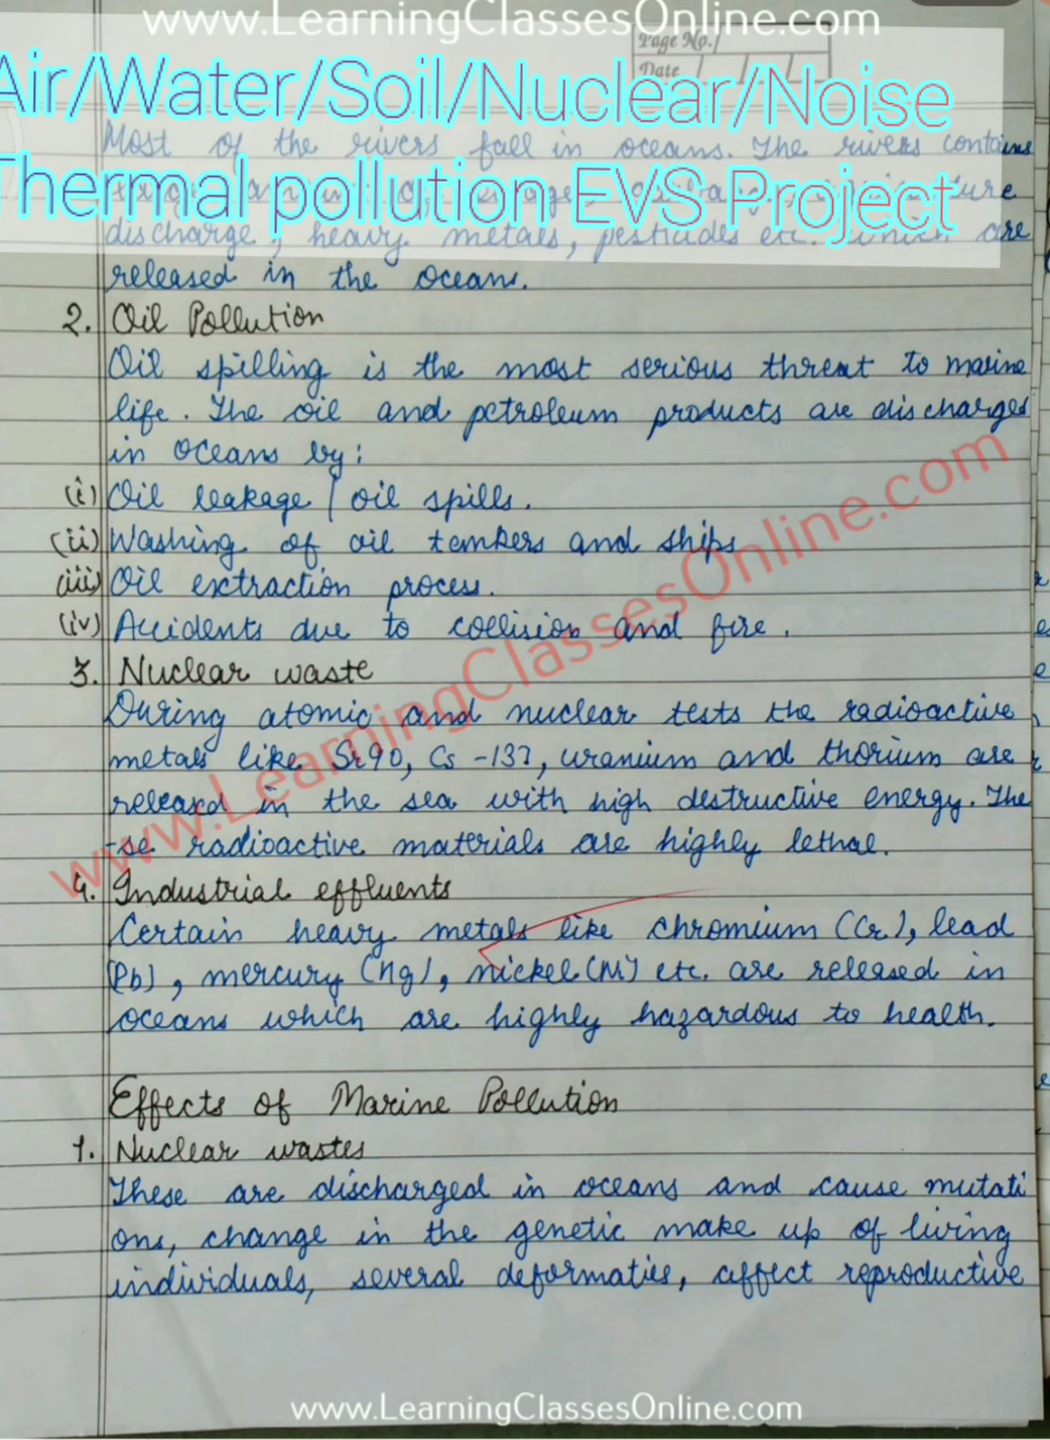 www.LearningClassesOnline.com
Page No.
Date
Air/Water/Soil/Nuclear/Noise
Most of the rivers fall in oceans. The rivers contains
Thermal pollution EVS Project
discharge, heavy metals, pesticides etc. which are
released in the oceans.
2. Oil Pollution
Oil spilling is the most serious threat to marine
life. The oil and petroleum products are discharges
in oceans by:
(i) Oil leakage / oil spills.
(ii) Washing of oil temkers and ships
(iii) Oil extraction process.
(iv) Accidents due to collision and fire.
3. Nuclear waste
During atomic and nuclear tests the radioactive
metals like Sr90, Cs -137, uranium and thorium are
released in the sea with high destructive energy. The
-se radioactive materials are highly lethal.
www.LearningClassesOnline.com
4. Industrial effluents
Certain heavy metals like chromium (Cr), lead
(Pb), mercury (Hg), nickel (Ni) etc. are released in
oceans which are highly hazardous to health.
Effects of Marine Pollution
1. Nuclear wastes
These are discharged in oceans and cause mutati
ons, change in the genetic make up of living
individuals, several deformaties, affect reproductive
www.LearningClassesOnline.com